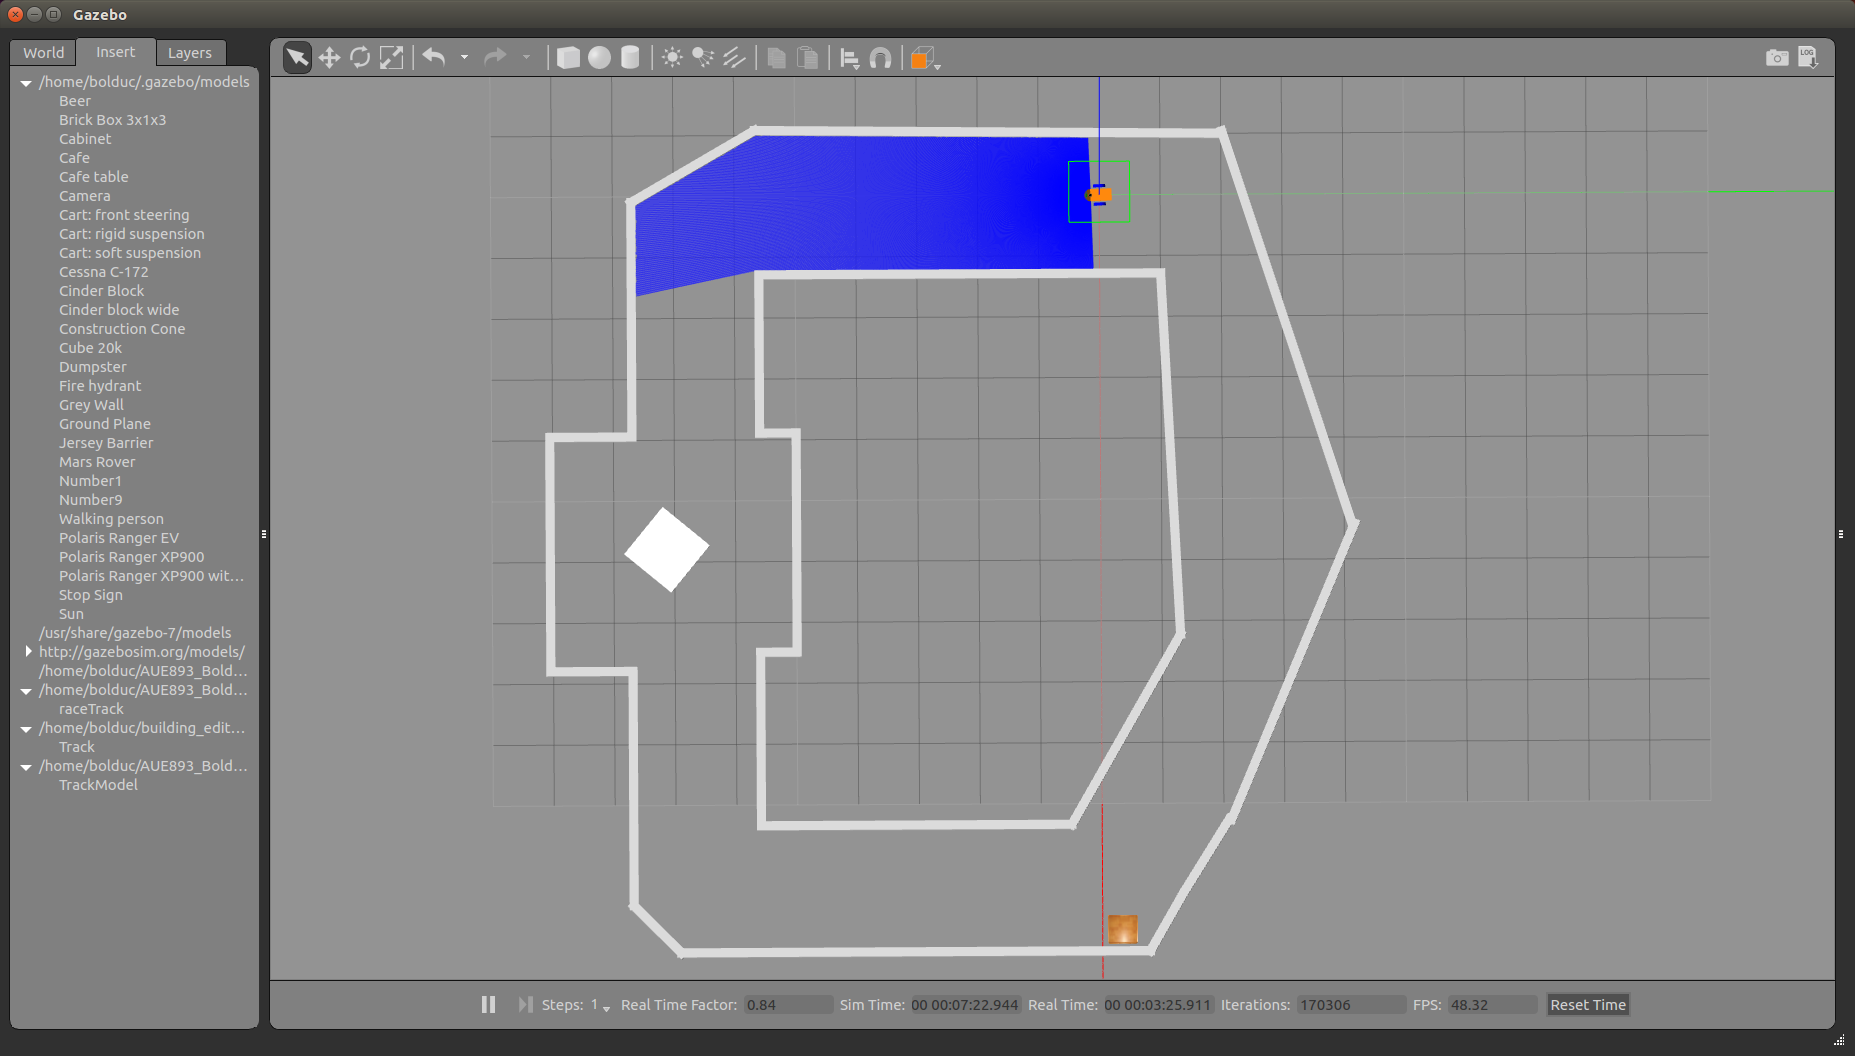 Gazebo
World Insert Layers
/home/bolduc/.gazebo/models
Beer
Brick Box 3x1x3
Cabinet
Cafe
Cafe table
Camera
Cart: front steering
Cart: rigid suspension
Cart: soft suspension
Cessna C-172
Cinder Block
Cinder block wide
Construction Cone
Cube 20k
Dumpster
Fire hydrant
Grey Wall
Ground Plane
Jersey Barrier
Mars Rover
Number1
Number9
Walking person
Polaris Ranger EV
Polaris Ranger XP900
Polaris Ranger XP900 wit...
Stop Sign
Sun
/usr/share/gazebo-7/models
http://gazebosim.org/models/
/home/bolduc/AUE893_Bold...
/home/bolduc/AUE893_Bold...
raceTrack
/home/bolduc/building_edit...
Track
/home/bolduc/AUE893_Bold...
TrackModel
LOG
Steps: 1 Real Time Factor: 0.84 Sim Time: 00 00:07:22.944 Real Time: 00 00:03:25.911 Iterations: 170306 FPS: 48.32 Reset Time